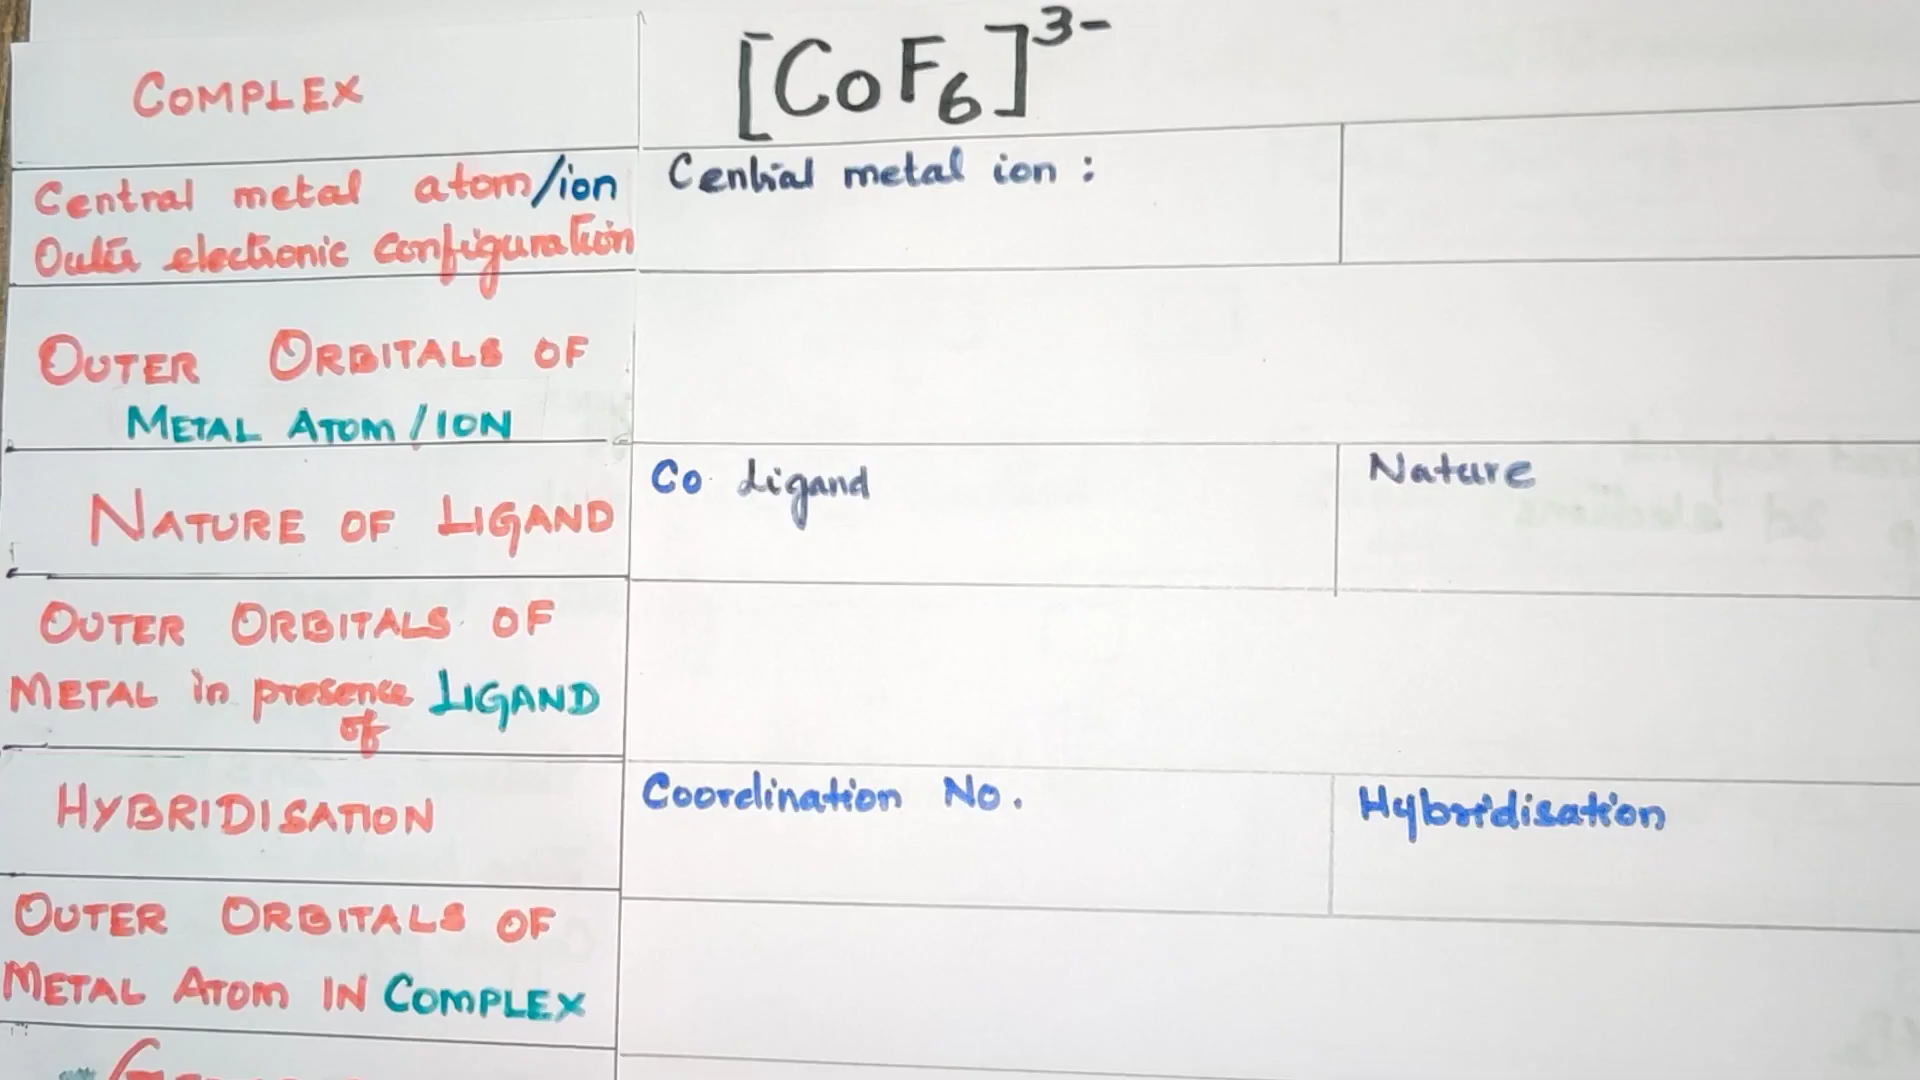 COMPLEX
[CoF6]3-
Central metal atom/ion
Outer electronic configuration
Central metal ion :
OUTER ORBITALS OF
METAL ATOM/ION
NATURE OF LIGAND
Co Ligand
Nature
OUTER ORBITALS OF
METAL in presence of LIGAND
HYBRIDISATION
Coordination No.
Hybridisation
OUTER ORBITALS OF
METAL ATOM IN COMPLEX